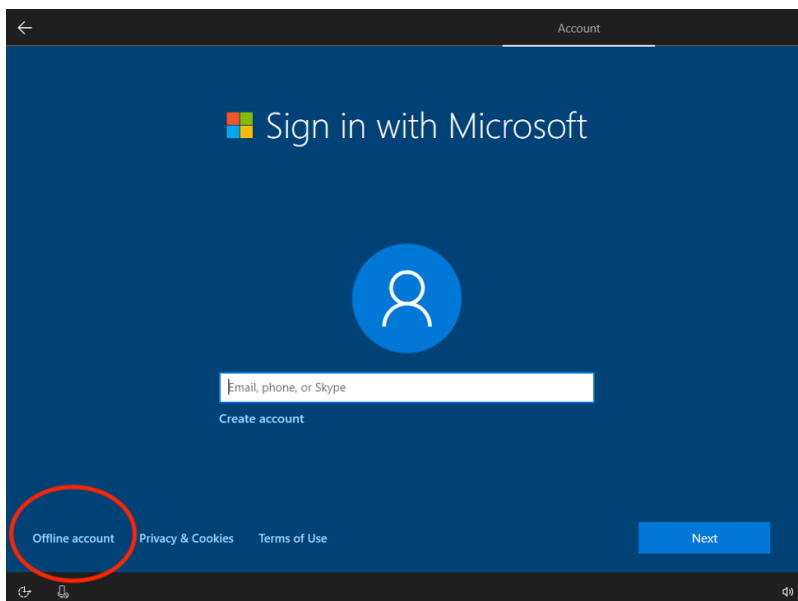 Account
Sign in with Microsoft
Email, phone, or Skype
Create account
Offline account Privacy & Cookies Terms of Use Next